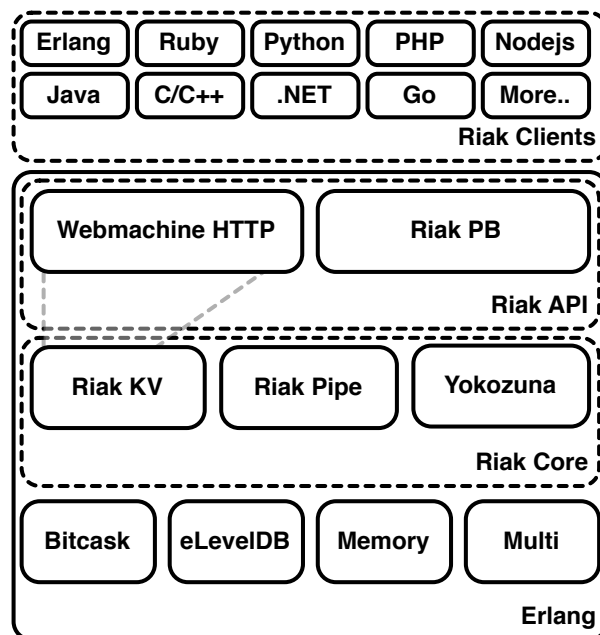 Erlang Ruby Python PHP Nodejs
Java C/C++ .NET Go More..
Riak Clients
Webmachine HTTP Riak PB
Riak API
Riak KV Riak Pipe Yokozuna
Riak Core
Bitcask eLevelDB Memory Multi
Erlang